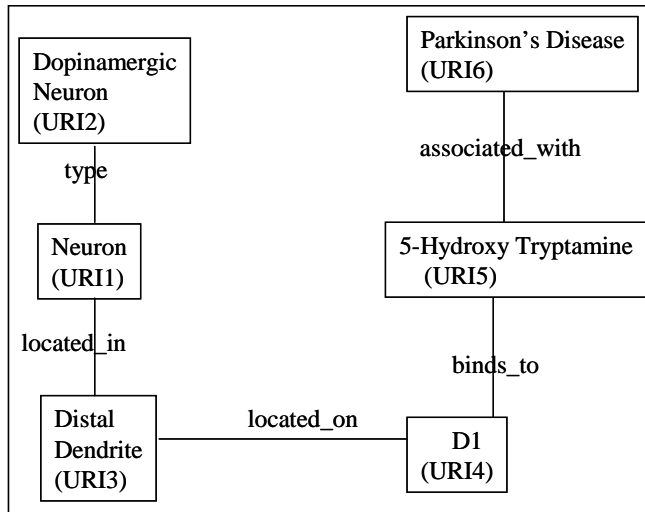 Dopinamergic
Neuron
(URI2)
type
Neuron
(URI1)
located_in
Distal
Dendrite
(URI3)
located_on
D1
(URI4)
binds_to
5-Hydroxy Tryptamine
(URI5)
associated_with
Parkinson's Disease
(URI6)